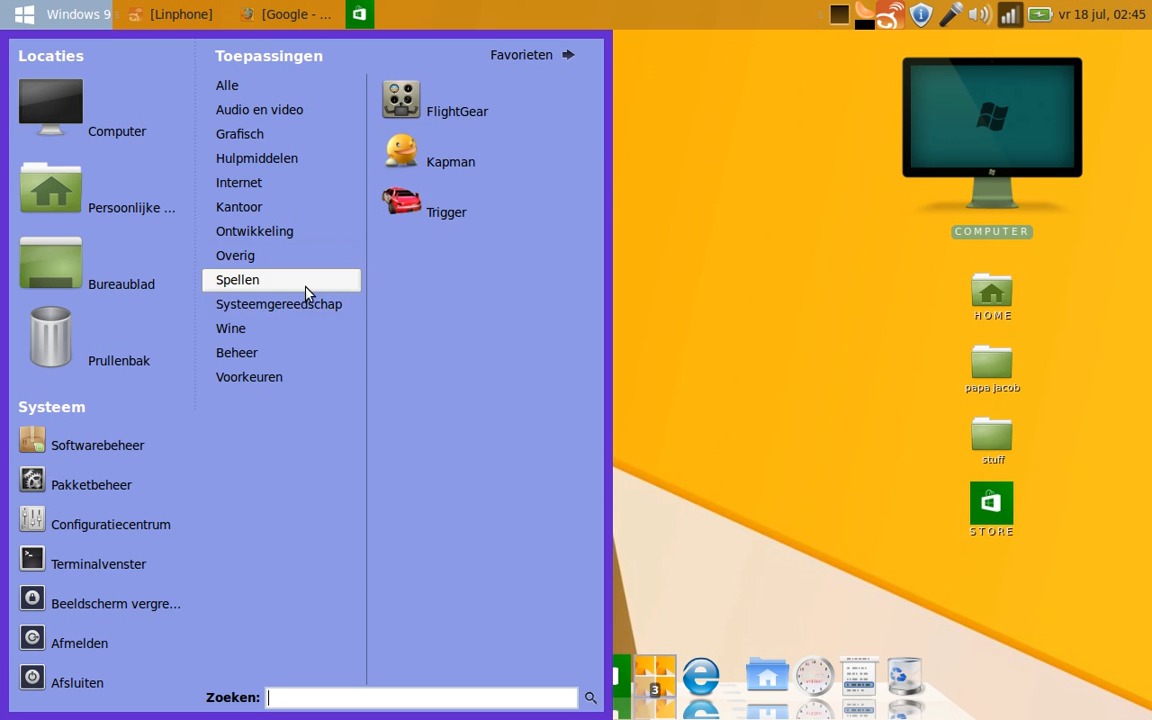 Windows 9
[Linphone]
[Google - ...
vr 18 jul, 02:45
Locaties
Computer
Persoonlijke ...
Bureaublad
Prullenbak
Systeem
Softwarebeheer
Pakketbeheer
Configuratiecentrum
Terminalvenster
Beeldscherm vergre...
Afmelden
Afsluiten
Toepassingen
Favorieten
Alle
Audio en video
Grafisch
Hulpmiddelen
Internet
Kantoor
Ontwikkeling
Overig
Spellen
Systeemgereedschap
Wine
Beheer
Voorkeuren
FlightGear
Kapman
Trigger
Zoeken:
COMPUTER
HOME
papa jacob
stuff
STORE
3